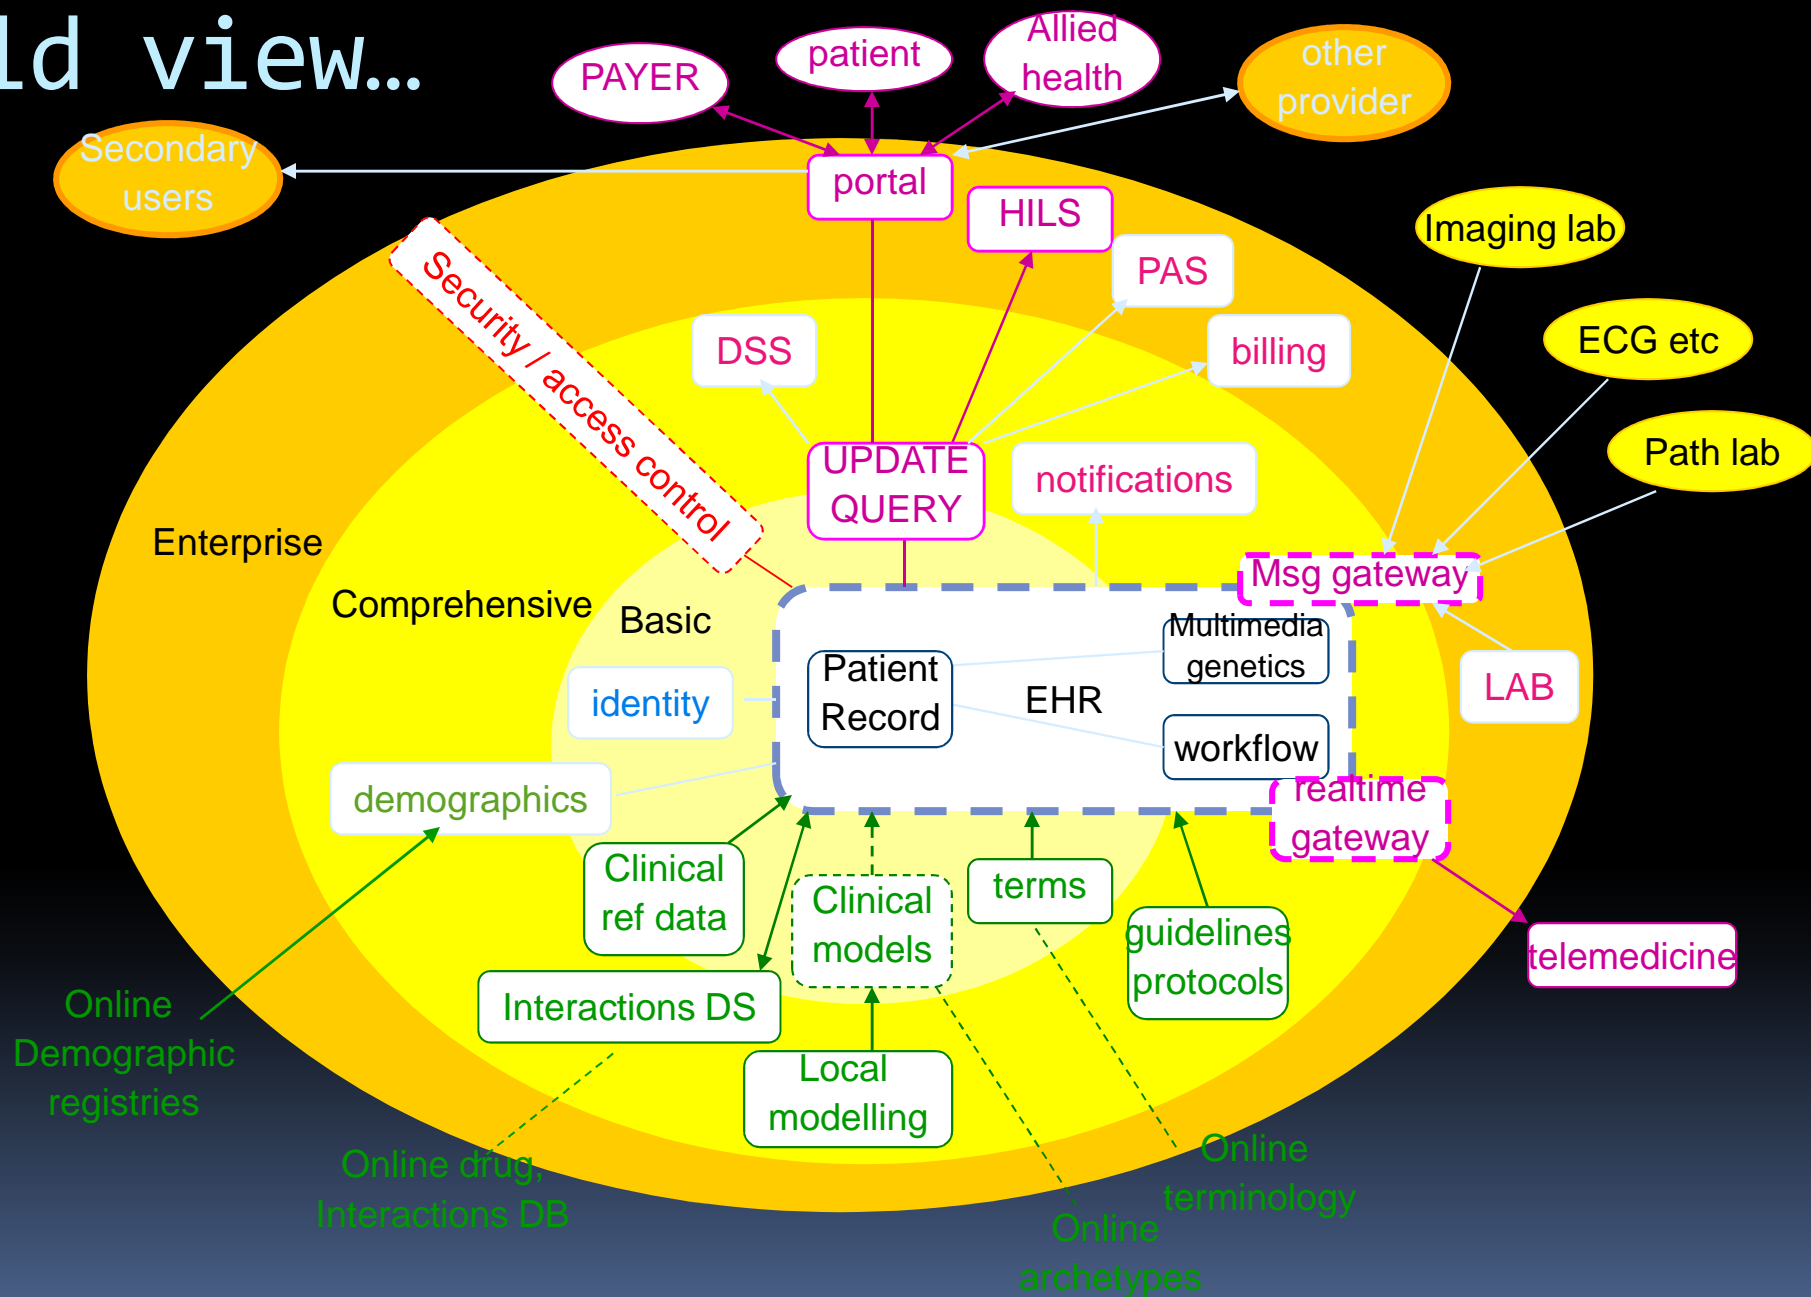 ld view…
PAYER
patient
Allied
health
other
provider
Secondary
users
portal
HILS
PAS
Imaging lab
Security / access control
DSS
billing
ECG etc
UPDATE
QUERY
notifications
Path lab
Enterprise
Comprehensive
Basic
Msg gateway
Patient
Record
EHR
Multimedia
genetics
workflow
identity
LAB
demographics
realtime
gateway
Clinical
ref data
Clinical
models
terms
guidelines
protocols
telemedicine
Interactions DS
Local
modelling
Online
Demographic
registries
Online drug,
Interactions DB
Online
terminology
Online
archetypes